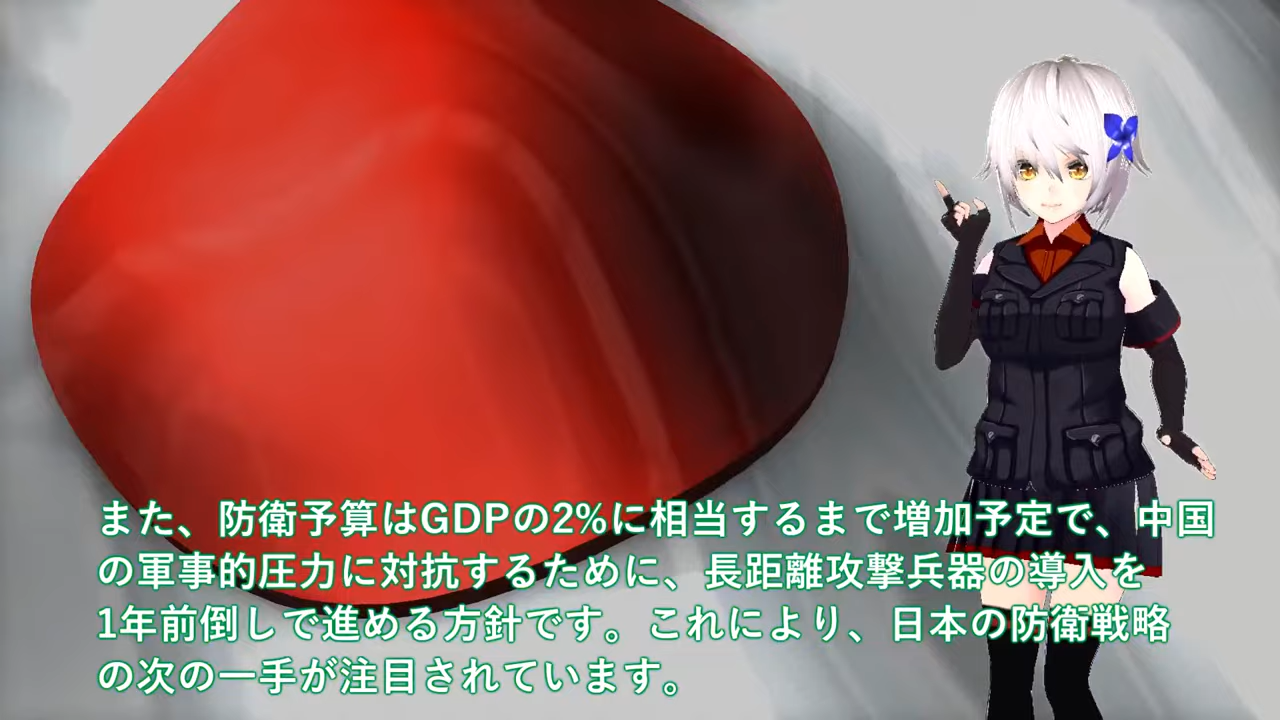 また、防衛予算はGDPの2%に相当するまで増加予定で、中国
の軍事的圧力に対抗するために、長距離攻撃兵器の導入を
1年前倒しで進める方針です。これにより、日本の防衛戦略
の次の一手が注目されています。